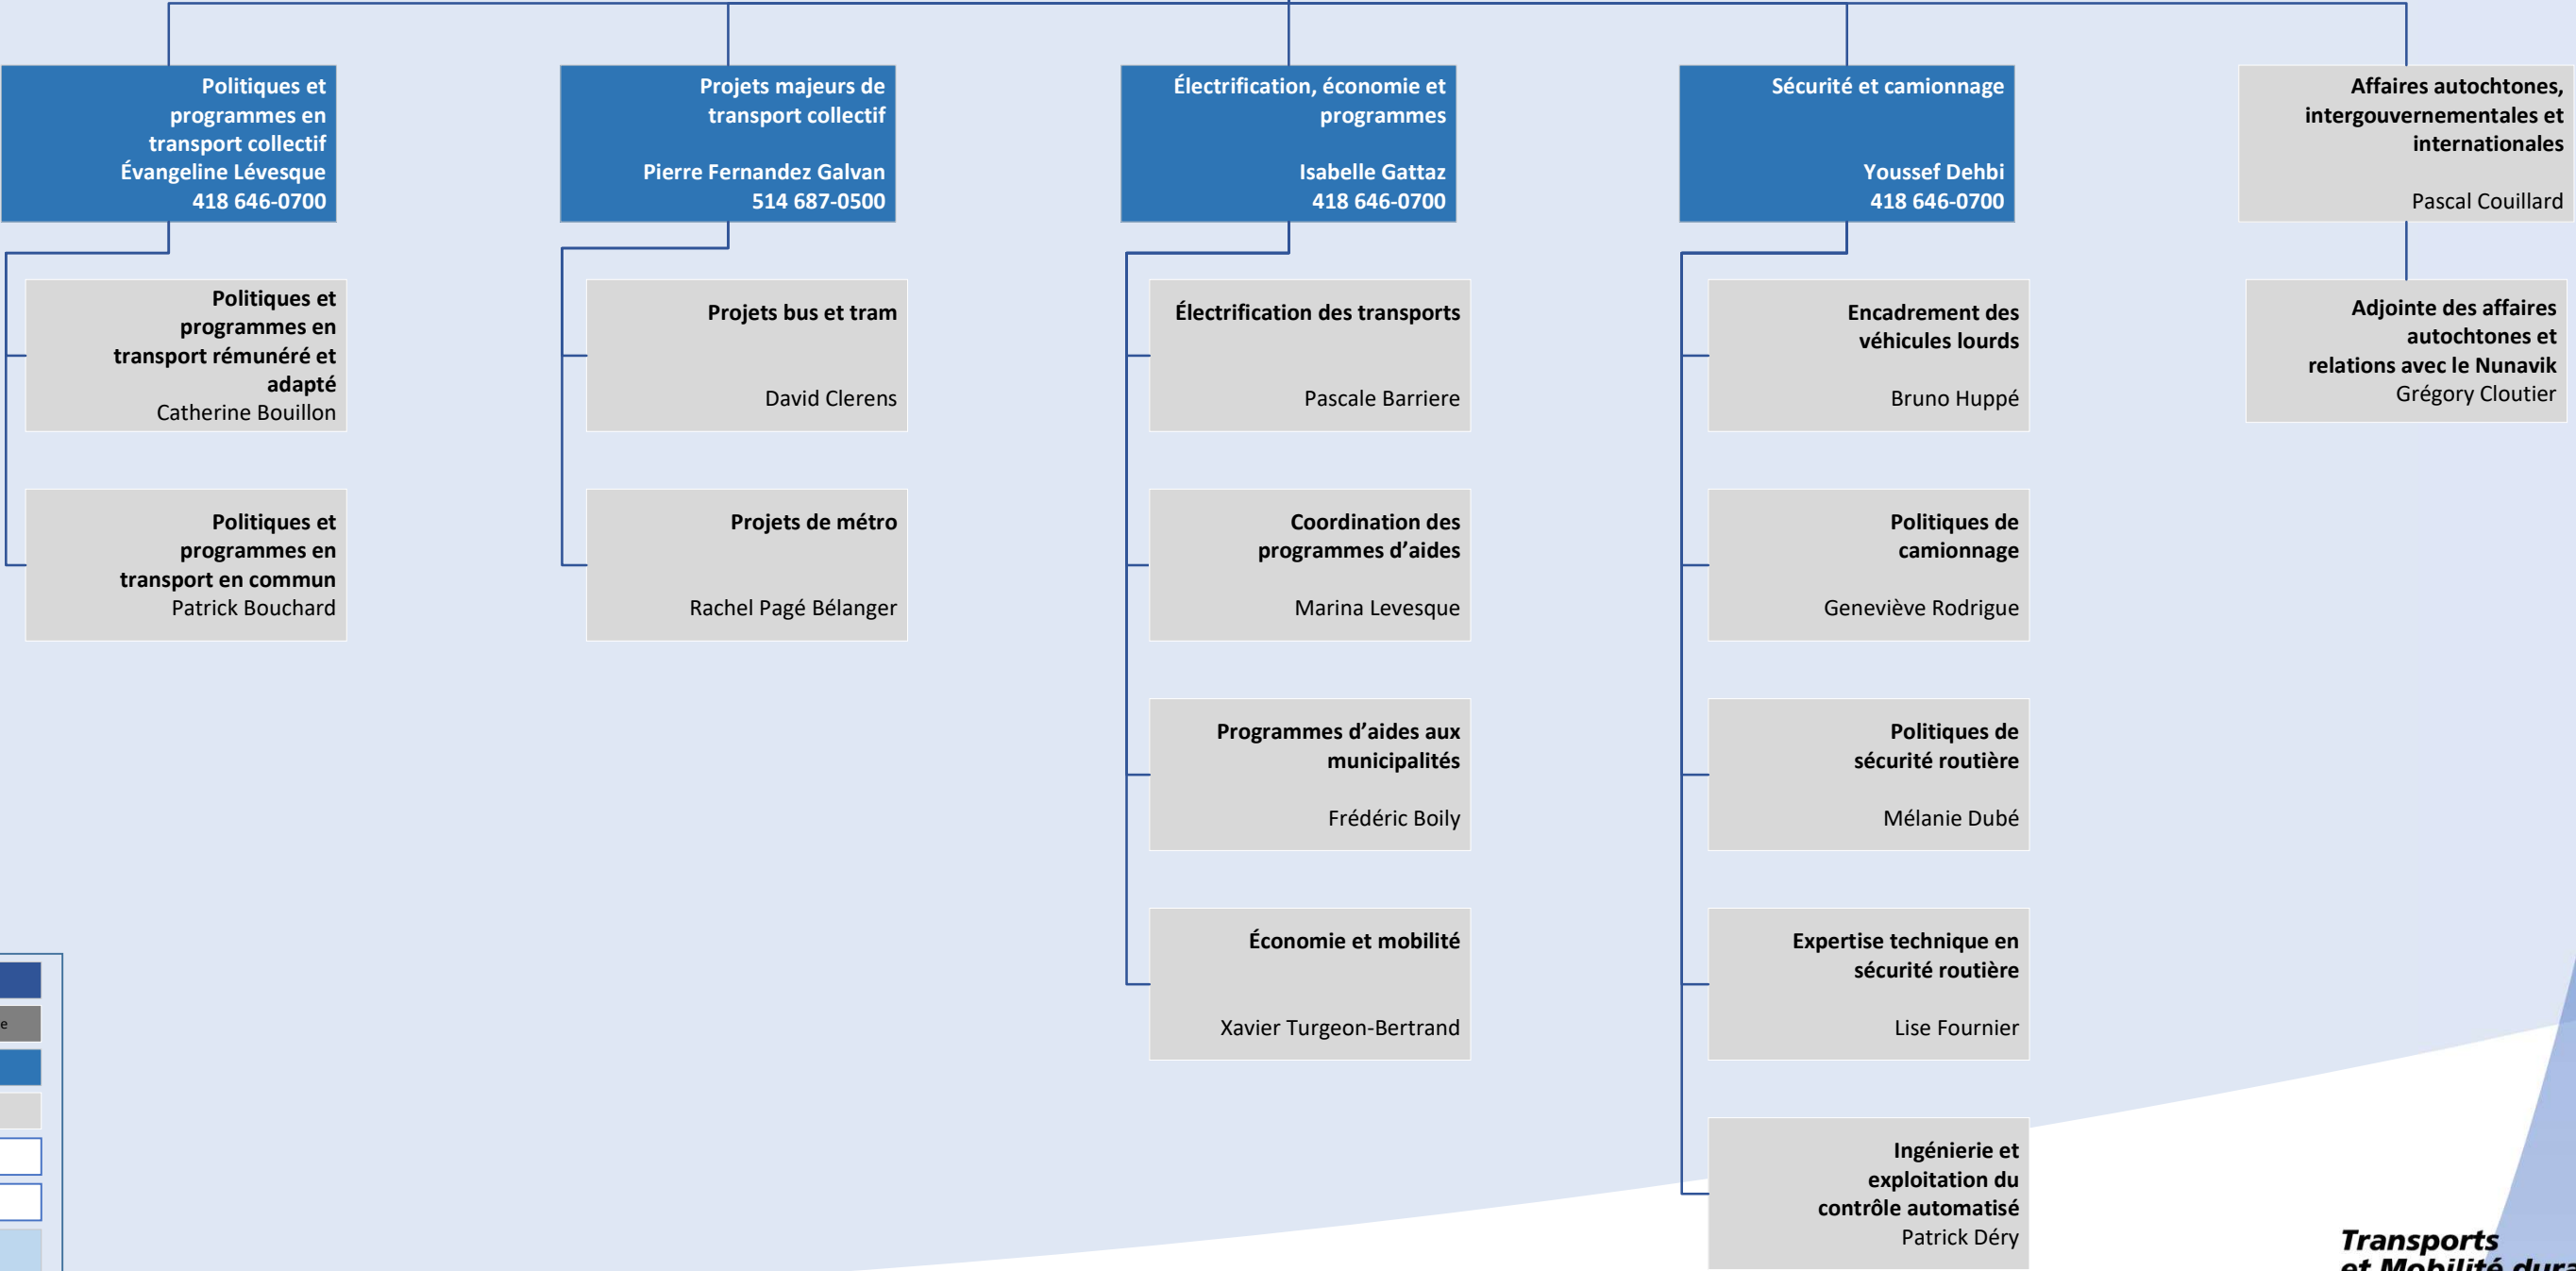 Politiques et
programmes en
transport collectif
Évangeline Lévesque
418 646-0700
Projets majeurs de
transport collectif
Pierre Fernandez Galvan
514 687-0500
Électrification, économie et
programmes
Isabelle Gattaz
418 646-0700
Sécurité et camionnage
Youssef Dehbi
418 646-0700
Affaires autochtones,
intergouvernementales et
internationales
Pascal Couillard
Politiques et
programmes en
transport rémunéré et
adapté
Catherine Bouillon
Projets bus et tram
David Clerens
Électrification des transports
Pascale Barriere
Encadrement des
véhicules lourds
Bruno Huppé
Adjointe des affaires
autochtones et
relations avec le Nunavik
Grégory Cloutier
Politiques et
programmes en
transport en commun
Patrick Bouchard
Projets de métro
Rachel Pagé Bélanger
Coordination des
programmes d’aides
Marina Levesque
Politiques de
camionnage
Geneviève Rodrigue
Programmes d’aides aux
municipalités
Frédéric Boily
Politiques de
sécurité routière
Mélanie Dubé
Économie et mobilité
Xavier Turgeon-Bertrand
Expertise technique en
sécurité routière
Lise Fournier
Ingénierie et
exploitation du
contrôle automatisé
Patrick Déry
e
Transports
et Mobilité dura